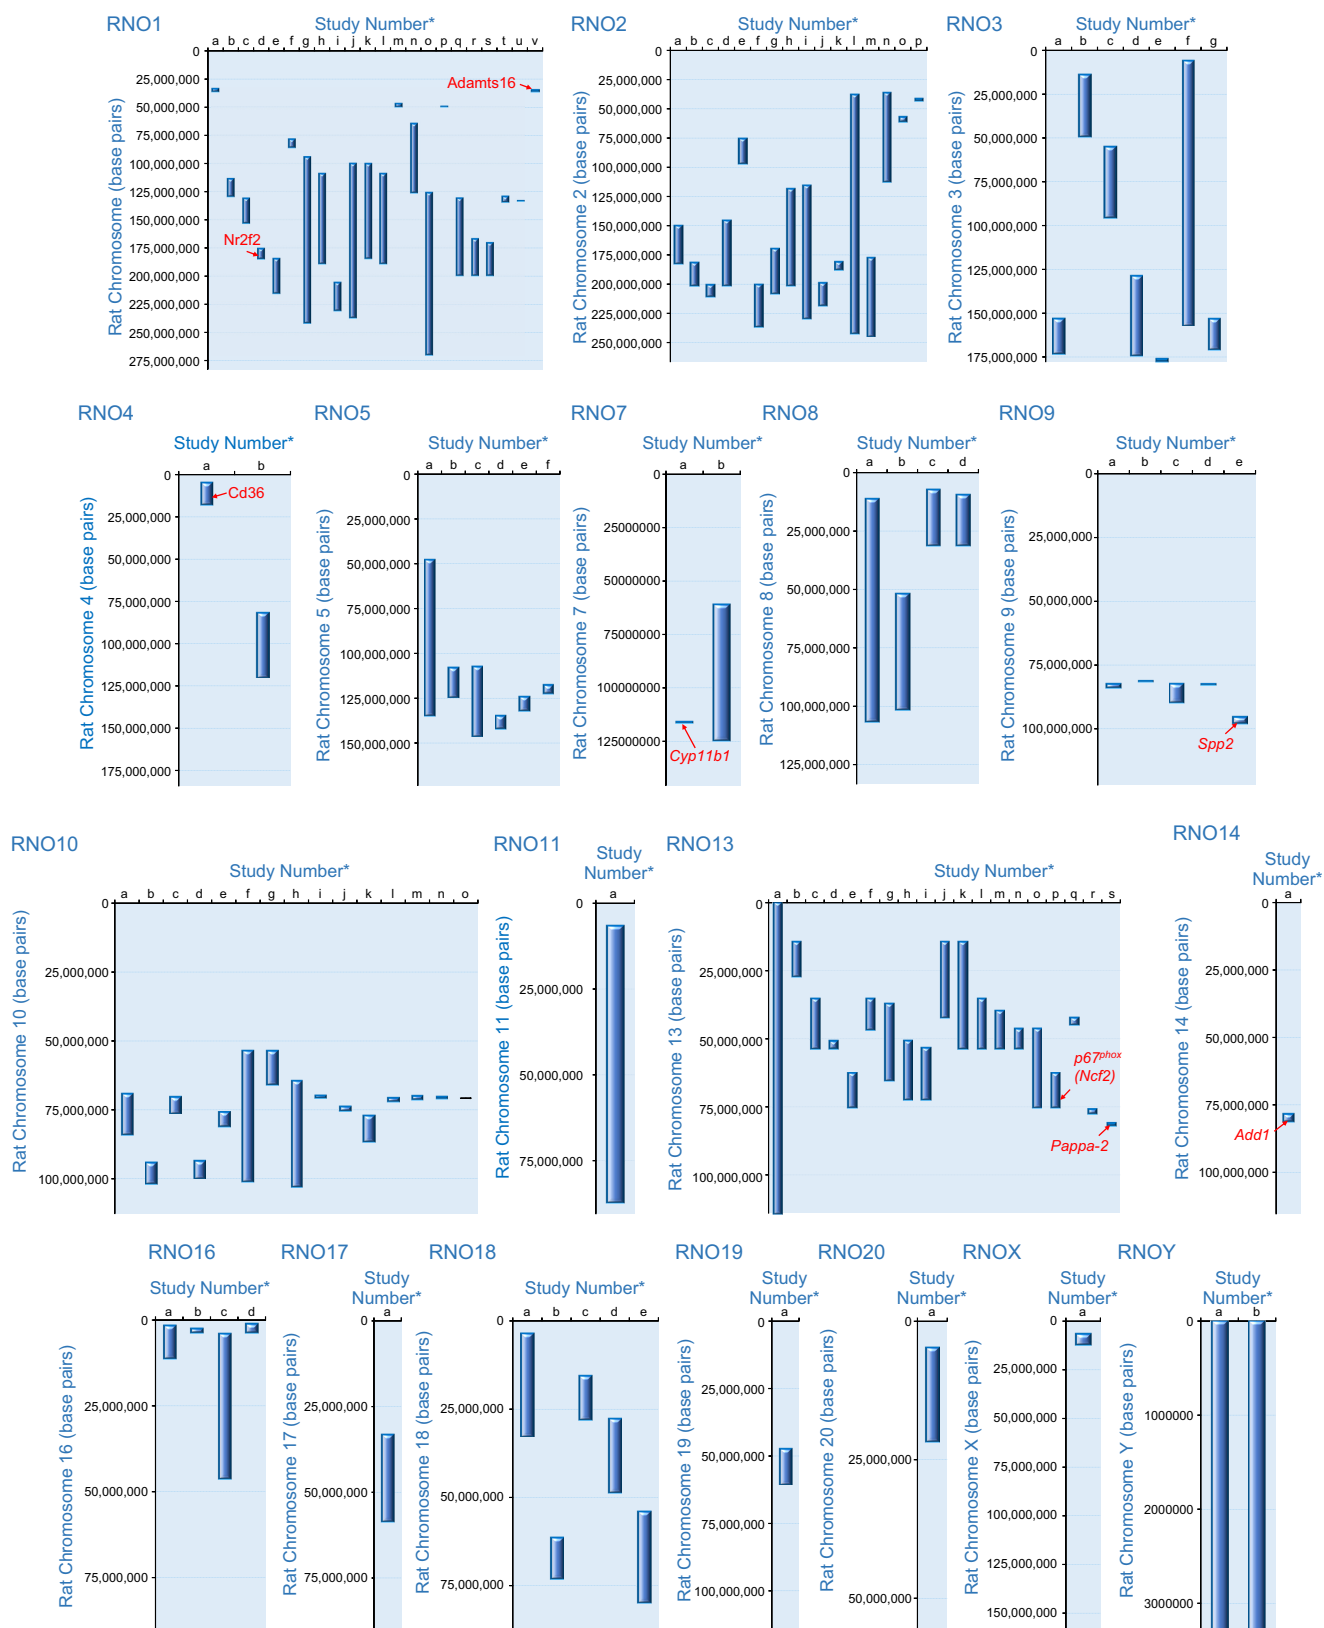 RNO1
Study Number*
a b c d e f g h i j k l m n o p q r s t u v
Rat Chromosome (base pairs)
0
25,000,000
50,000,000
75,000,000
100,000,000
125,000,000
150,000,000
175,000,000
200,000,000
225,000,000
250,000,000
275,000,000
Adamts16
Nr2f2
RNO2
Study Number*
a b c d e f g h i j k l m n o p
Rat Chromosome 2 (base pairs)
0
25,000,000
50,000,000
75,000,000
100,000,000
125,000,000
150,000,000
175,000,000
200,000,000
225,000,000
250,000,000
RNO3
Study Number*
a b c d e f g
Rat Chromosome 3 (base pairs)
0
25,000,000
50,000,000
75,000,000
100,000,000
125,000,000
150,000,000
175,000,000
RNO4
Study Number*
a b
Rat Chromosome 4 (base pairs)
0
25,000,000
50,000,000
75,000,000
100,000,000
125,000,000
150,000,000
175,000,000
Cd36
RNO5
Study Number*
a b c d e f
Rat Chromosome 5 (base pairs)
0
25,000,000
50,000,000
75,000,000
100,000,000
125,000,000
150,000,000
RNO7
Study Number*
a b
Rat Chromosome 7 (base pairs)
0
25000000
50000000
75000000
10000000
12500000
Cyp11b1
RNO8
Study Number*
a b c d
Rat Chromosome 8 (base pairs)
0
25,000,000
50,000,000
75,000,000
100,000,000
125,000,000
RNO9
Study Number*
a b c d e
Rat Chromosome 9 (base pairs)
0
25,000,000
50,000,000
75,000,000
100,000,000
Spp2
RNO10
Study Number*
a b c d e f g h i j k l m n o
Rat Chromosome 10 (base pairs)
0
25,000,000
50,000,000
75,000,000
100,000,000
RNO11
Study
Number*
a
Rat Chromosome 11 (base pairs)
0
25,000,000
50,000,000
75,000,000
RNO13
Study Number*
a b c d e f g h i j k l m n o p q r s
Rat Chromosome 13 (base pairs)
0
25,000,000
50,000,000
75,000,000
100,000,000
p67phox
(Ncf2)
Pappa-2
RNO14
Study
Number*
a
Rat Chromosome 14 (base pairs)
0
25,000,000
50,000,000
75,000,000
100,000,000
Add1
RNO16
Study Number*
a b c d
Rat Chromosome 16 (base pairs)
0
25,000,000
50,000,000
75,000,000
RNO17
Study
Number*
a
Rat Chromosome 17 (base pairs)
0
25,000,000
50,000,000
75,000,000
RNO18
Study Number*
a b c d e
Rat Chromosome 18 (base pairs)
0
25,000,000
50,000,000
75,000,000
RNO19
Study
Number*
a
Rat Chromosome 19 (base pairs)
0
25,000,000
50,000,000
75,000,000
100,000,000
RNO20
Study
Number*
a
Rat Chromosome 20 (base pairs)
0
25,000,000
50,000,000
RNOX
Study
Number*
a
Rat Chromosome X (base pairs)
0
25,000,000
50,000,000
75,000,000
100,000,000
125,000,000
150,000,000
RNOY
Study
Number*
a b
Rat Chromosome Y (base pairs)
0
1000000
2000000
3000000